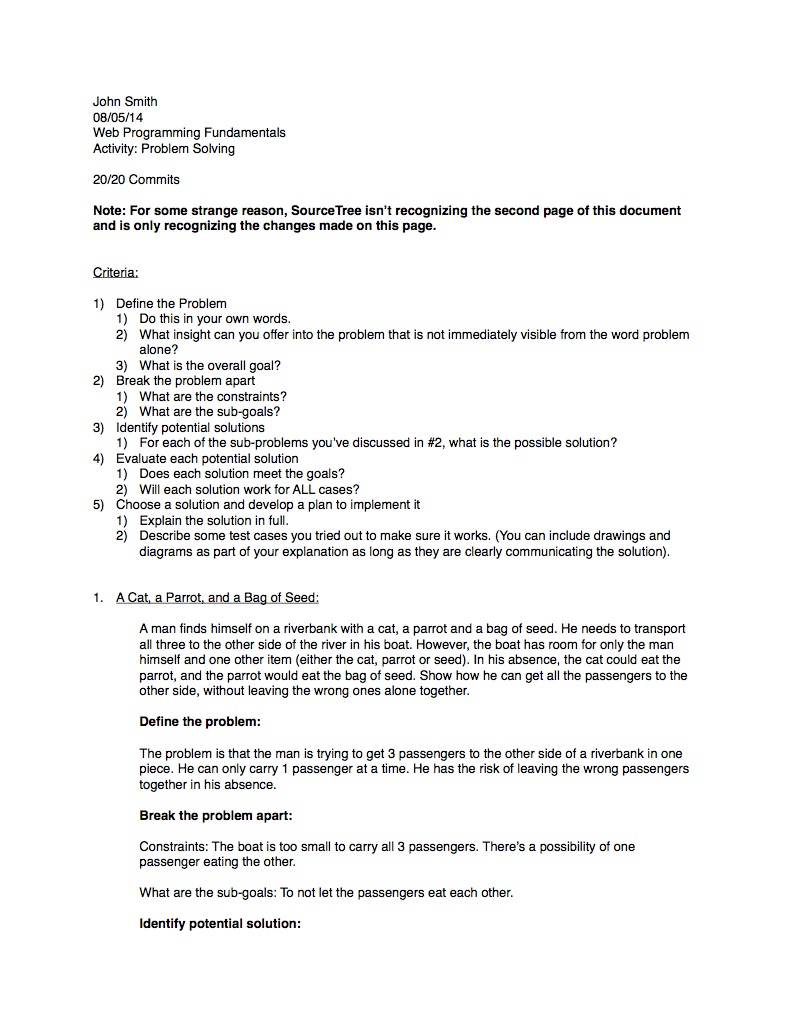 John Smith
08/05/14
Web Programming Fundamentals
Activity: Problem Solving
20/20 Commits
Note: For some strange reason, SourceTree isn't recognizing the second page of this document
and is only recognizing the changes made on this page.
Criteria:
1) Define the Problem
1) Do this in your own words.
2) What insight can you offer into the problem that is not immediately visible from the word problem
alone?
3) What is the overall goal?
2) Break the problem apart
1) What are the constraints?
2) What are the sub-goals?
3) Identify potential solutions
1) For each of the sub-problems you've discussed in #2, what is the possible solution?
4) Evaluate each potential solution
1) Does each solution meet the goals?
2) Will each solution work for ALL cases?
5) Choose a solution and develop a plan to implement it
1) Explain the solution in full.
2) Describe some test cases you tried out to make sure it works. (You can include drawings and
diagrams as part of your explanation as long as they are clearly communicating the solution).
1. A Cat, a Parrot, and a Bag of Seed:
A man finds himself on a riverbank with a cat, a parrot and a bag of seed. He needs to transport
all three to the other side of the river in his boat. However, the boat has room for only the man
himself and one other item (either the cat, parrot or seed). In his absence, the cat could eat the
parrot, and the parrot would eat the bag of seed. Show how he can get all the passengers to the
other side, without leaving the wrong ones alone together.
Define the problem:
The problem is that the man is trying to get 3 passengers to the other side of a riverbank in one
piece. He can only carry 1 passenger at a time. He has the risk of leaving the wrong passengers
together in his absence.
Break the problem apart:
Constraints: The boat is too small to carry all 3 passengers. There's a possibility of one
passenger eating the other.
What are the sub-goals: To not let the passengers eat each other.
Identify potential solution: